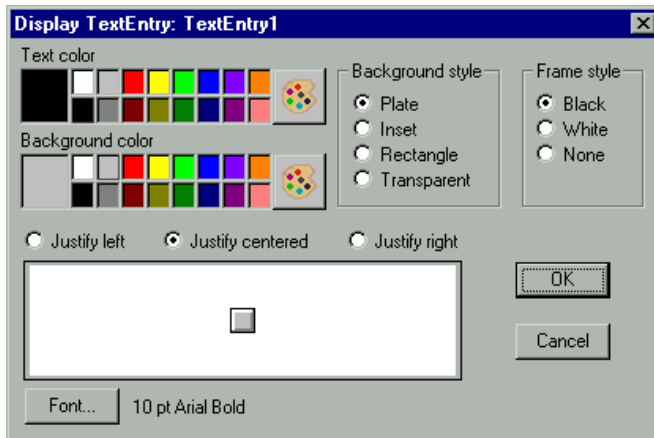 Display TextEntry: TextEntry1
Text color
Background color
Background style
Plate
Inset
Rectangle
Transparent
Frame style
Black
White
None
Justify left
Justify centered
Justify right
OK
Cancel
Font...
10 pt Arial Bold